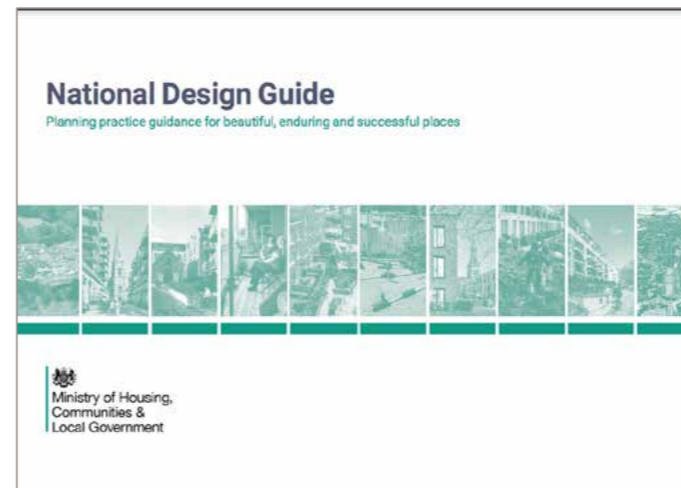 National Design Guide
Planning practice guidance for beautiful, enduring and successful places
Ministry of Housing,
Communities &
Local Government